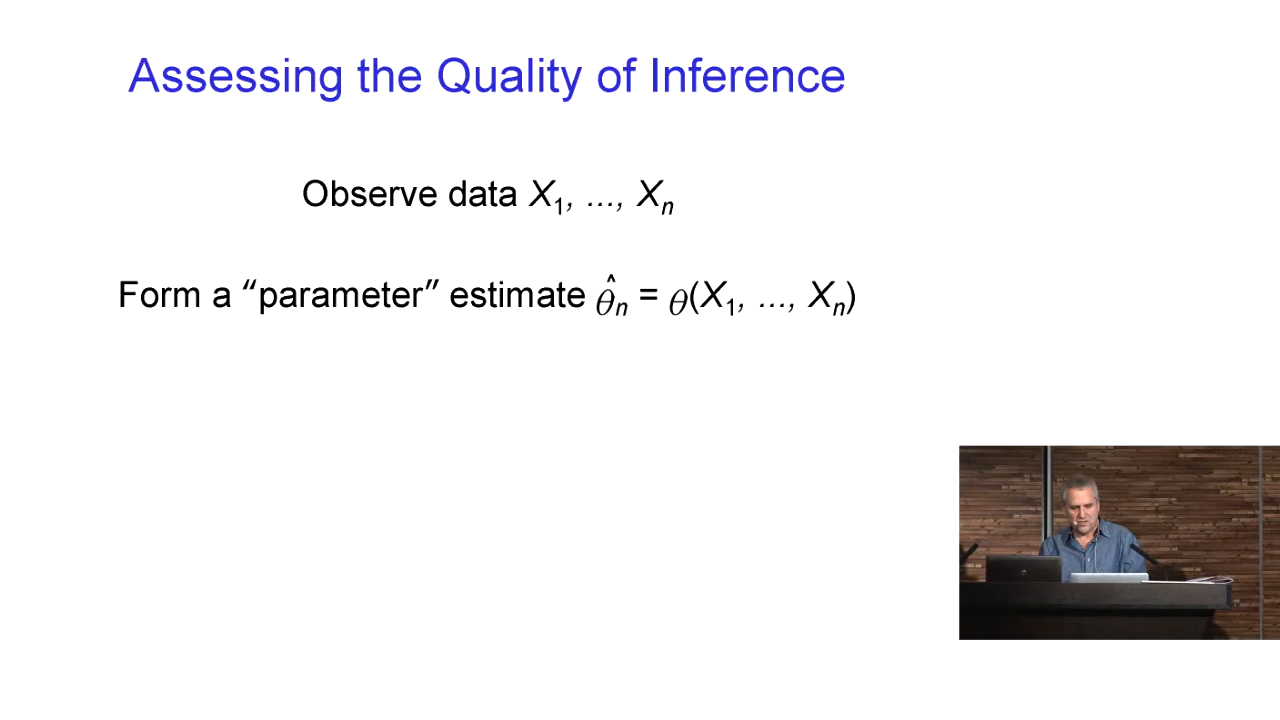 Assessing the Quality of Inference
Observe data X₁, ..., Xₙ
Form a “parameter” estimate θ̂ₙ = θ(X₁, ..., Xₙ)